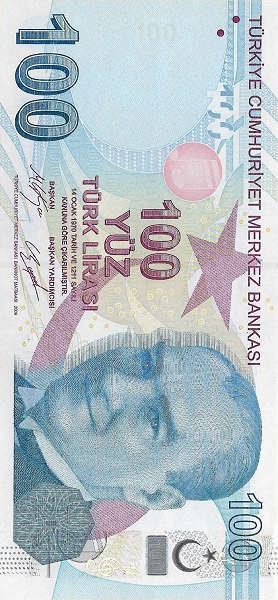 TÜRKİYE CUMHURİYET MERKEZ BANKASI
100
100
YÜZ
TÜRK LİRASI
14 OCAK 1970 TARİH VE 1211 SAYILI
KANUNA GÖRE ÇIKARILMIŞTIR.
BAŞKAN
BAŞKAN YARDIMCISI
TÜRKİYE CUMHURİYET MERKEZ BANKASI BANKNOT MATBAASI 2009
100